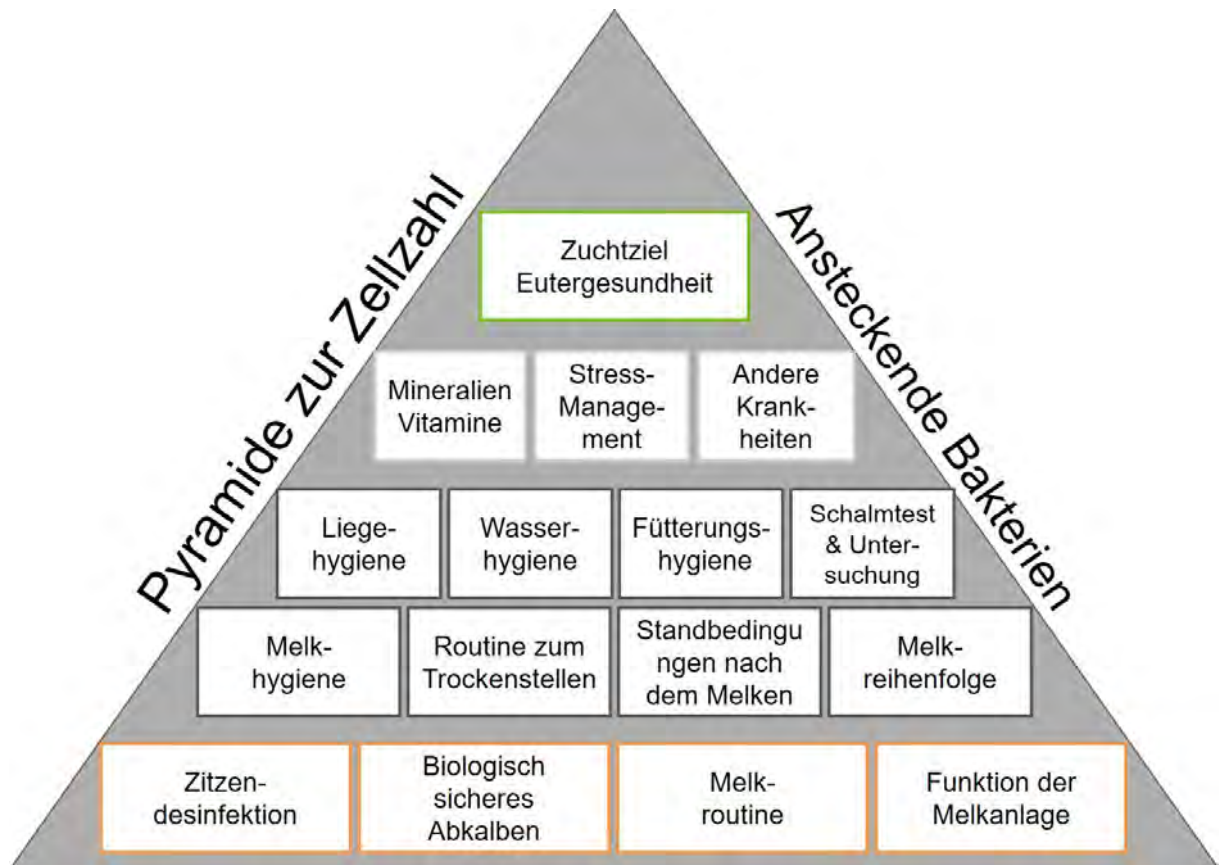 Pyramide zur Zellzahl
Ansteckende Bakterien
Zuchtziel
Eutergesundheit
Mineralien
Vitamine
Stress-
Manage-
ment
Andere
Krank-
heiten
Liege-
hygiene
Wasser-
hygiene
Fütterungs-
hygiene
Schalmtest
& Unter-
suchung
Melk-
hygiene
Routine zum
Trockenstellen
Standbedingu
ngen nach
dem Melken
Melk-
reihenfolge
Zitzen-
desinfektion
Biologisch
sicheres
Abkalben
Melk-
routine
Funktion der
Melkanlage